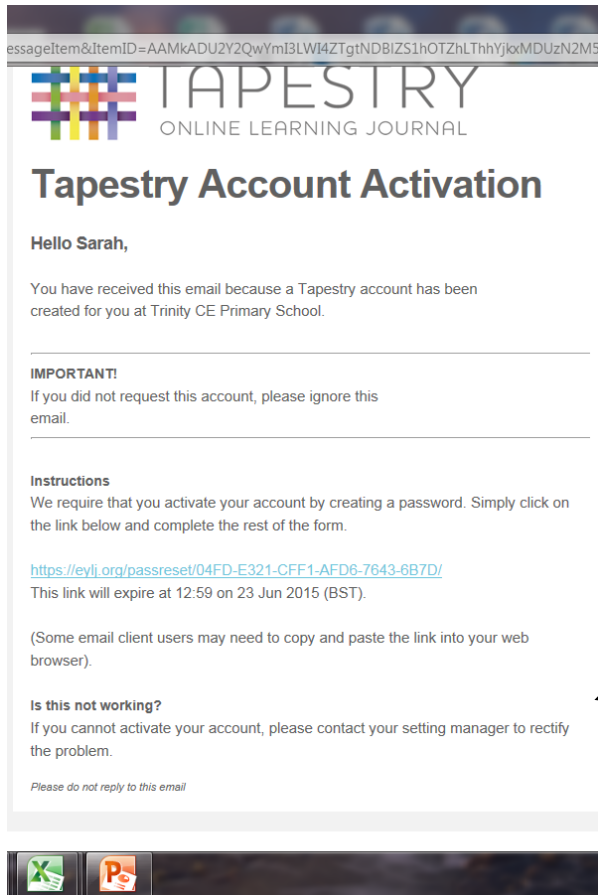 essageItem&ItemID=AAMkADU2Y2QwYmI3LWI4ZTgtNDBlZS1hOTZhLThhYjkxMDUzN2M5
TAPESTRY
ONLINE LEARNING JOURNAL
Tapestry Account Activation
Hello Sarah,
You have received this email because a Tapestry account has been
created for you at Trinity CE Primary School.
IMPORTANT!
If you did not request this account, please ignore this
email.
Instructions
We require that you activate your account by creating a password. Simply click on
the link below and complete the rest of the form.
https://eylj.org/passreset/04FD-E321-CFF1-AFD6-7643-6B7D/
This link will expire at 12:59 on 23 Jun 2015 (BST).
(Some email client users may need to copy and paste the link into your web
browser).
Is this not working?
If you cannot activate your account, please contact your setting manager to rectify
the problem.
Please do not reply to this email